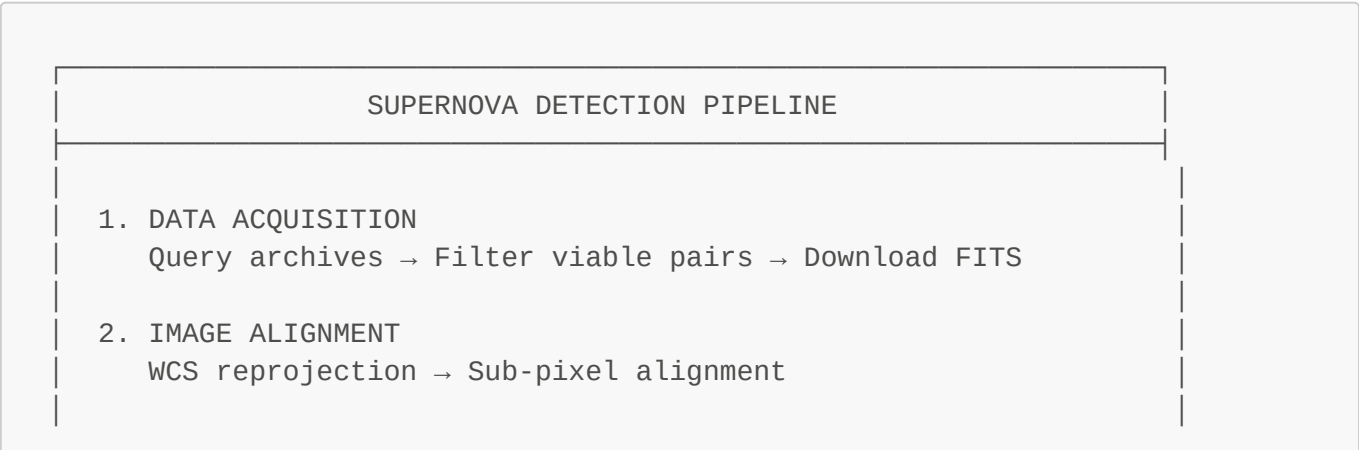 SUPERNOVA DETECTION PIPELINE
1. DATA ACQUISITION
Query archives → Filter viable pairs → Download FITS
2. IMAGE ALIGNMENT
WCS reprojection → Sub-pixel alignment